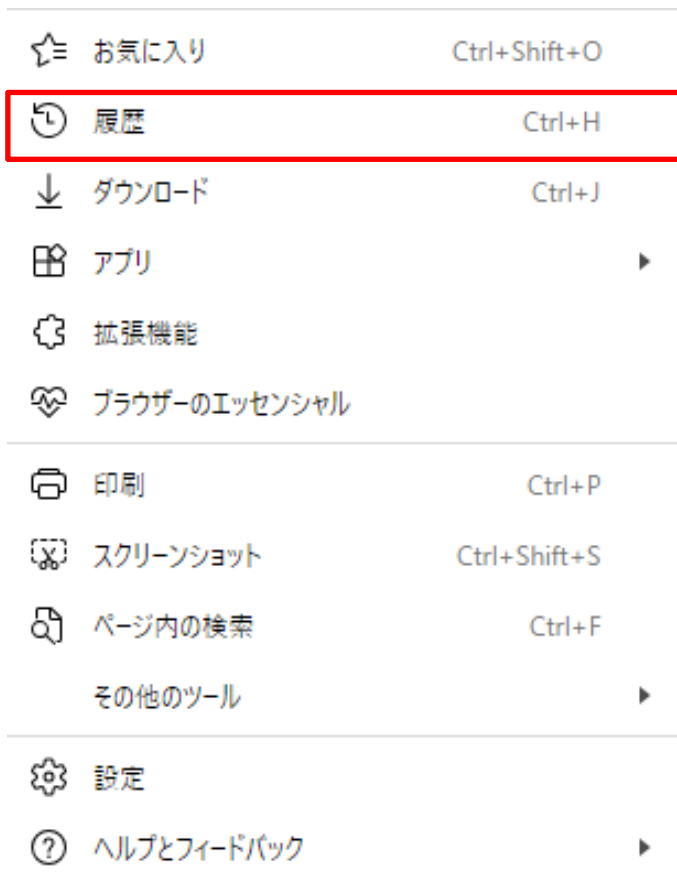 お気に入り Ctrl+Shift+O
履歴 Ctrl+H
ダウンロード Ctrl+J
アプリ
拡張機能
ブラウザーのエッセンシャル
印刷 Ctrl+P
スクリーンショット Ctrl+Shift+S
ページ内の検索 Ctrl+F
その他のツール
設定
ヘルプとフィードバック